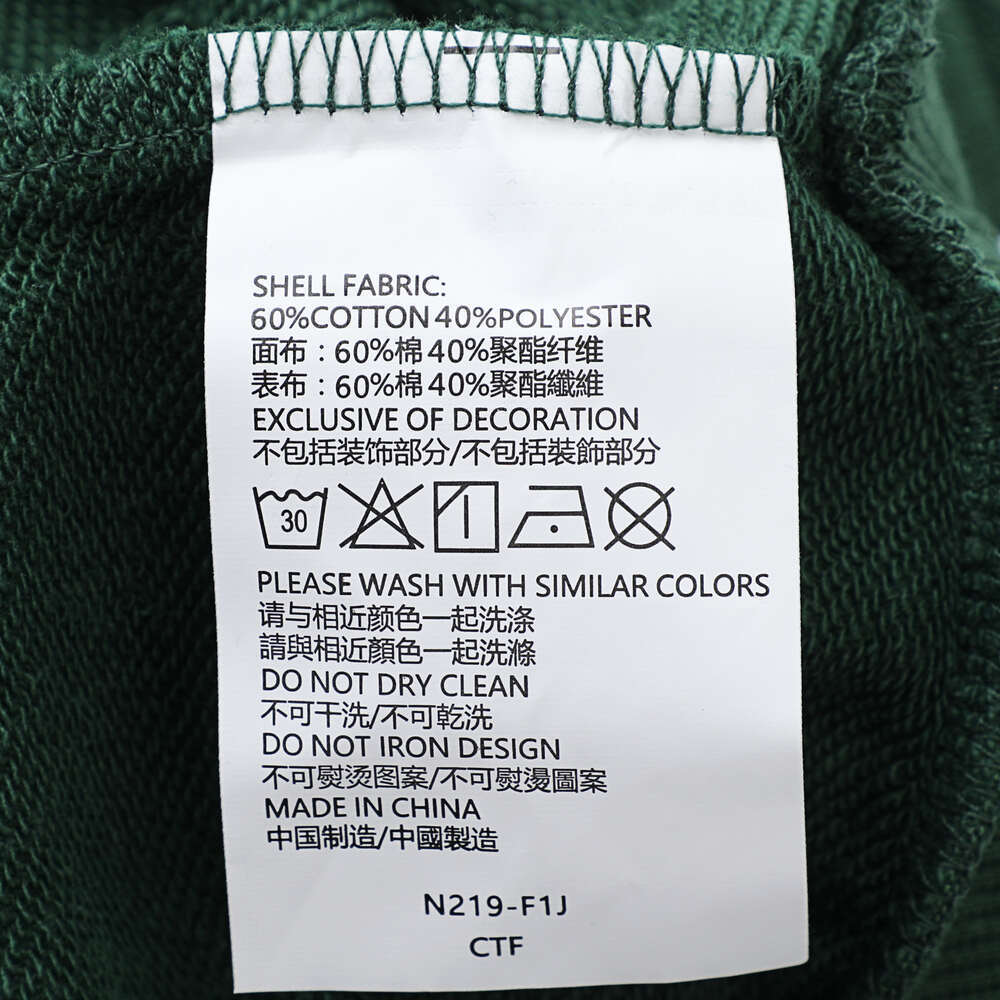 SHELL FABRIC:
60%COTTON 40%POLYESTER
面布：60%棉 40%聚酯纤维
表布：60%棉 40%聚酯纖維
EXCLUSIVE OF DECORATION
不包括装饰部分/不包括裝飾部分
30
PLEASE WASH WITH SIMILAR COLORS
请与相近颜色一起洗涤
請與相近顏色一起洗滌
DO NOT DRY CLEAN
不可干洗/不可乾洗
DO NOT IRON DESIGN
不可熨烫图案/不可熨燙圖案
MADE IN CHINA
中国制造/中國製造
N219-F1J
CTF